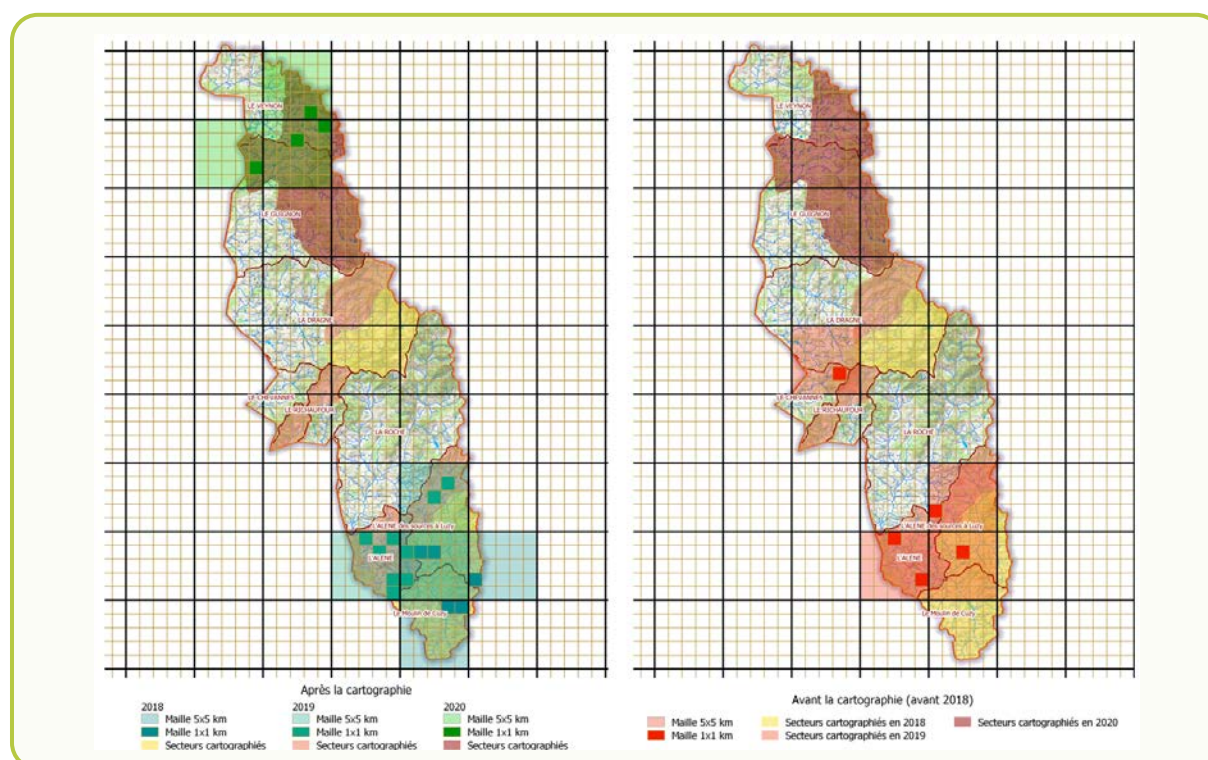 LE VEYNON
LE GUIGNON
LA DRAGNE
LE CHEVANNES
LE RICHAUFOUR
LA ROCHE
L'ALENE des sources à Luzy
L'ALENE
Le Moulin de Cuzy
Après la cartographie
2018 2019 2020
Maille 5x5 km Maille 5x5 km Maille 5x5 km
Maille 1x1 km Maille 1x1 km Maille 1x1 km
Secteurs cartographiés Secteurs cartographiés Secteurs cartographiés
LE VEYNON
LE GUIGNON
LA DRAGNE
LE CHEVANNES
LE RICHAUFOUR
LA ROCHE
L'ALENE des sources à Luzy
L'ALENE
Le Moulin de Cuzy
Avant la cartographie (avant 2018)
Maille 5x5 km Secteurs cartographiés en 2018 Secteurs cartographiés en 2020
Maille 1x1 km Secteurs cartographiés en 2019